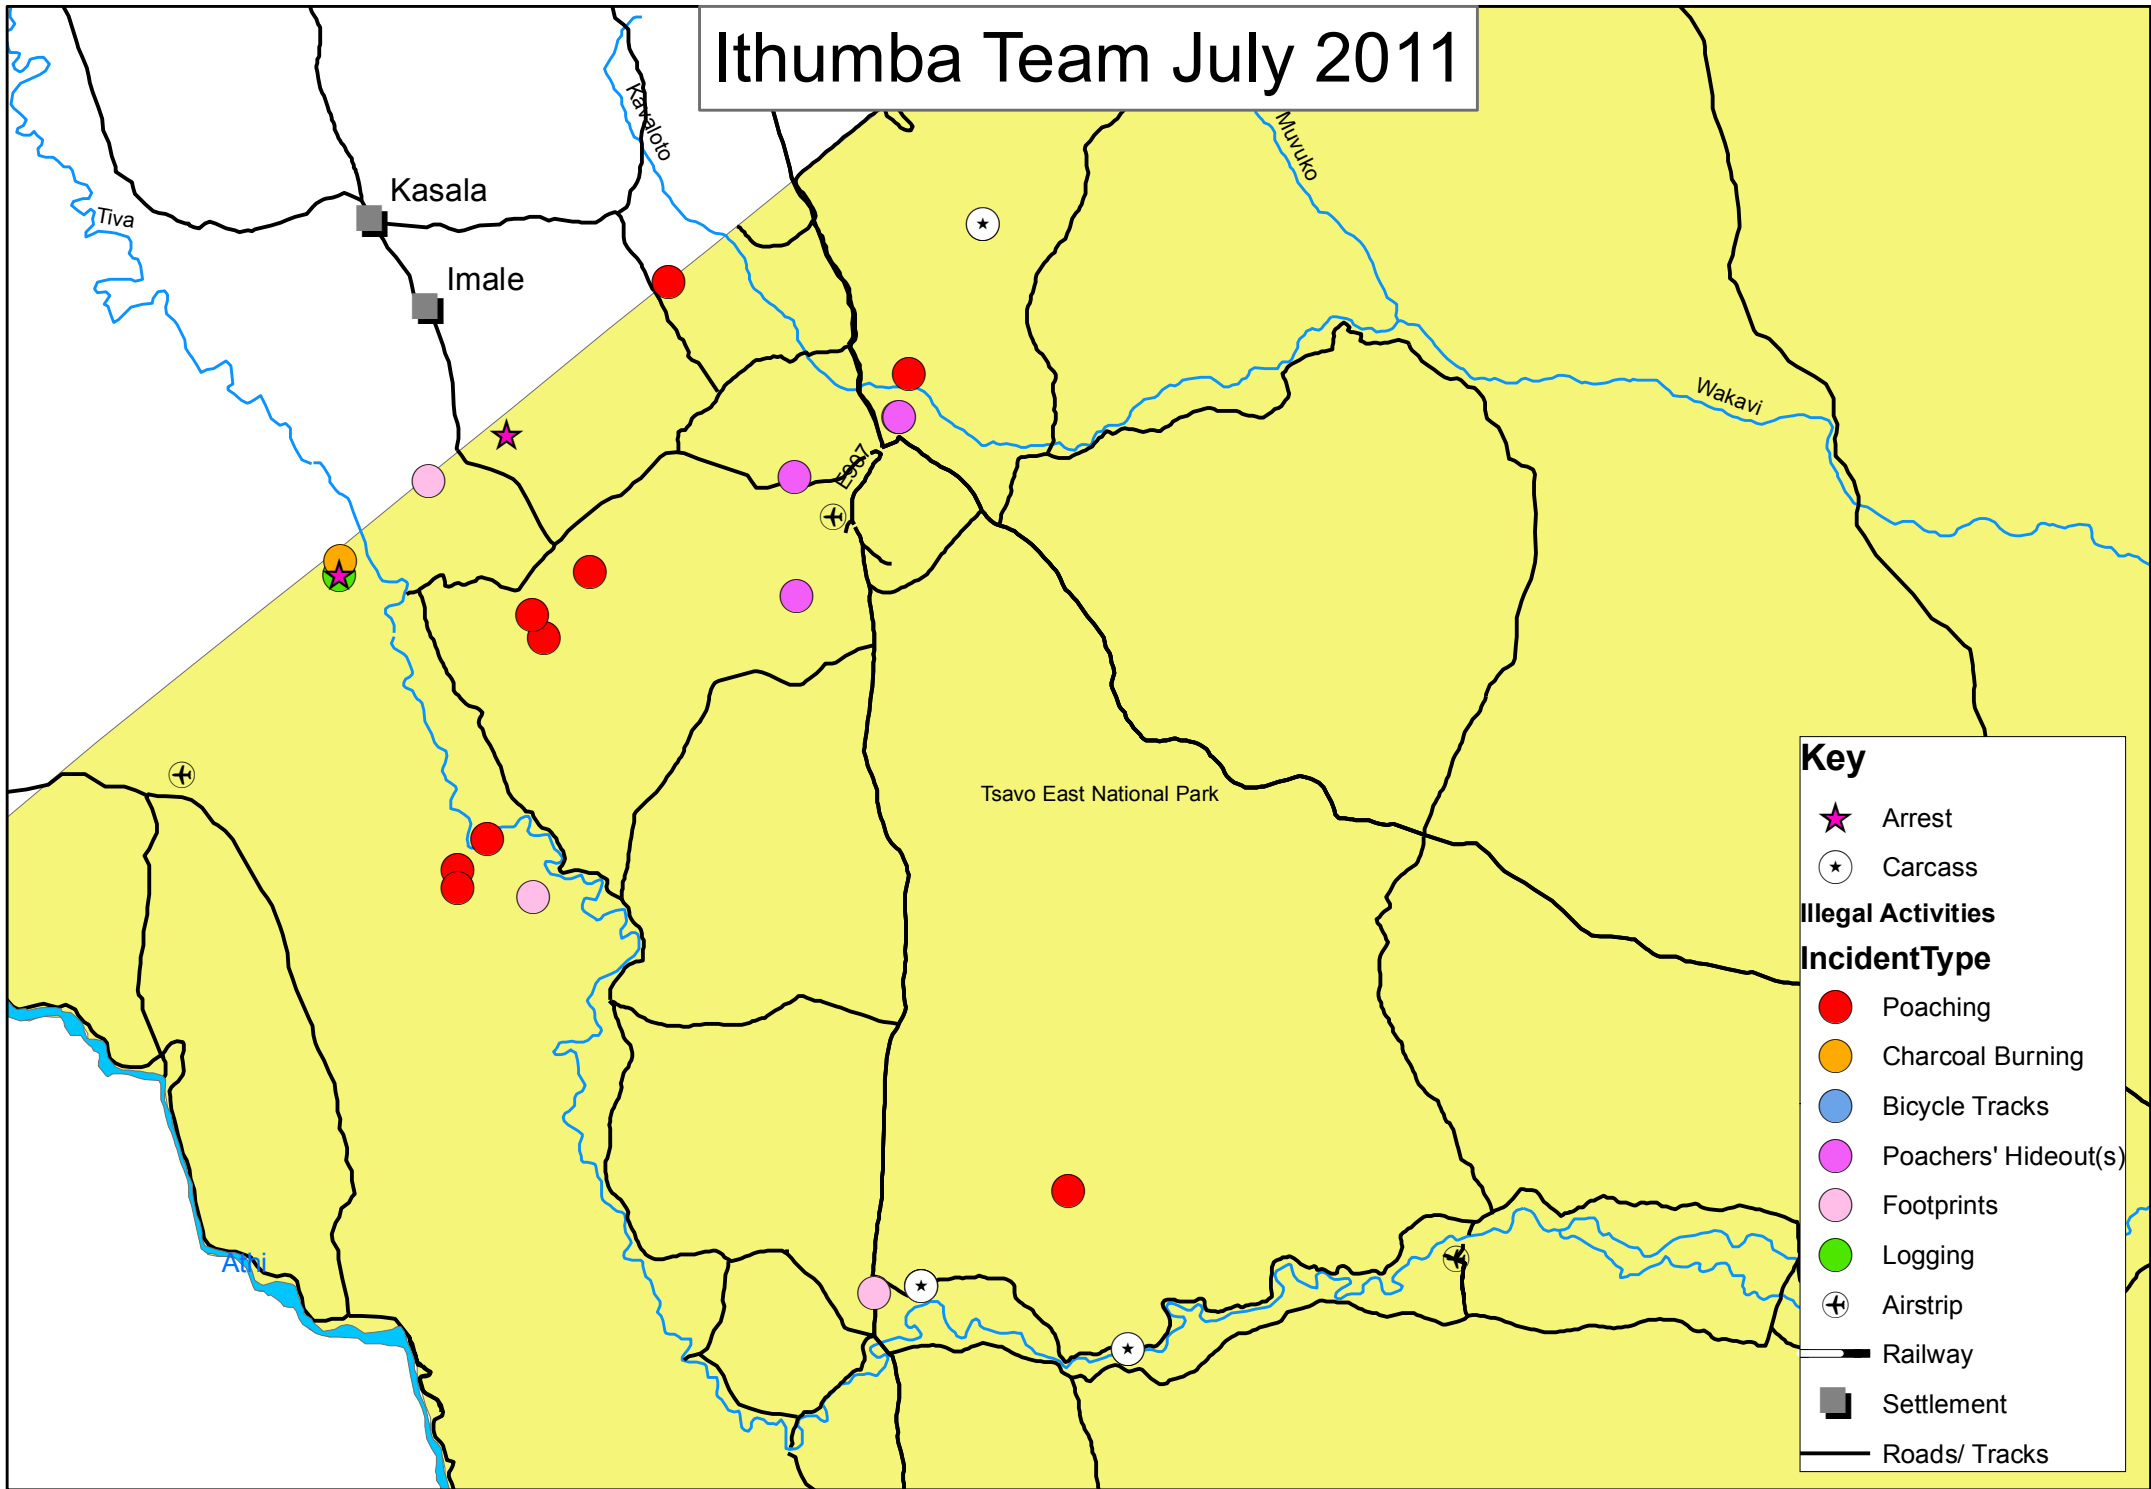 Ithumba Team July 2011
Kavaloto
Muvuko
Kasala
Tiva
Imale
Wakavi
E907
Tsavo East National Park
Athi
Key
Arrest
Carcass
Illegal Activities
IncidentType
Poaching
Charcoal Burning
Bicycle Tracks
Poachers' Hideout(s)
Footprints
Logging
Airstrip
Railway
Settlement
Roads/ Tracks